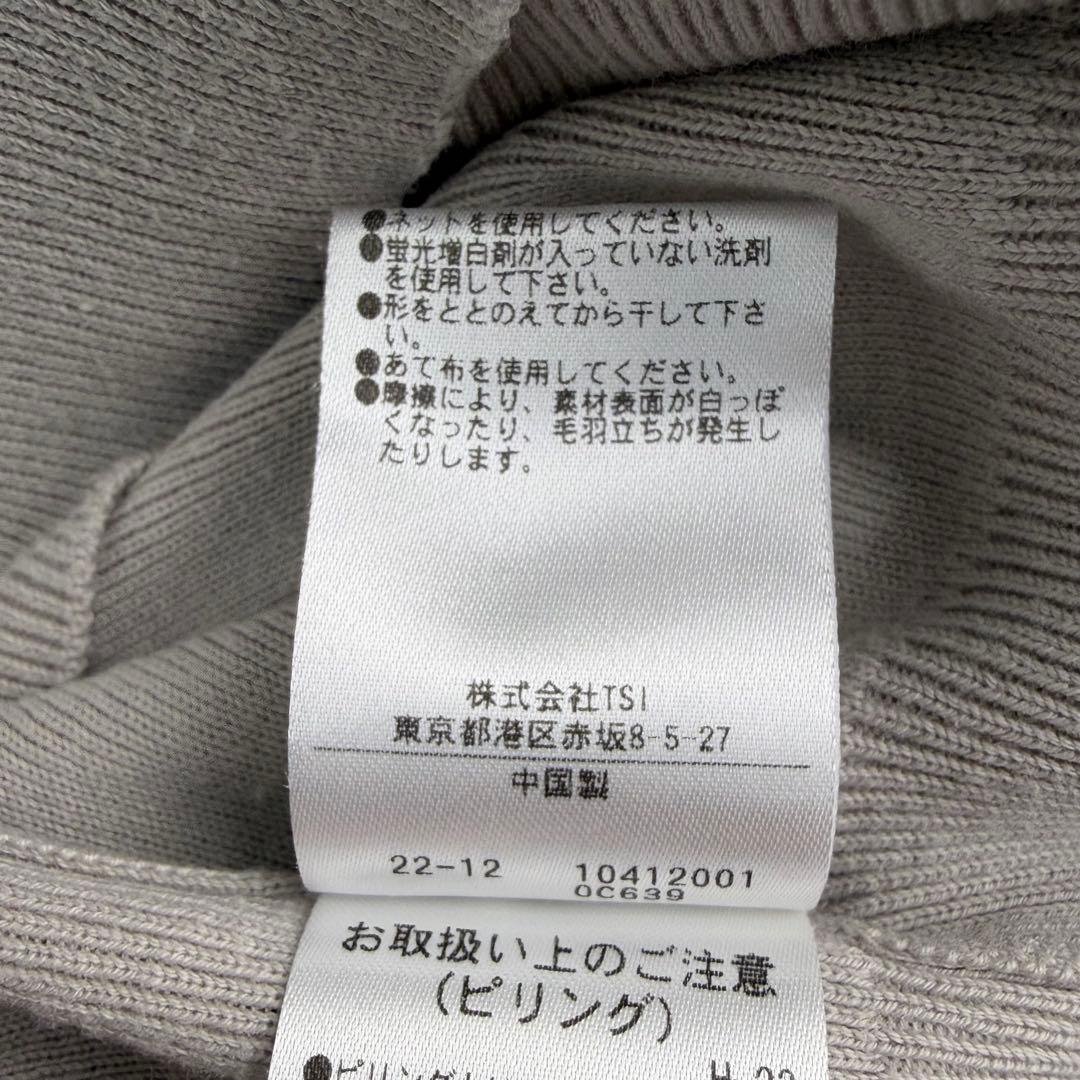 ●ネットを使用してください。
●蛍光増白剤が入っていない洗剤
を使用して下さい。
●形をととのえてから干して下さ
い。
●あて布を使用してください。
●摩擦により、素材表面が白っぽ
くなったり、毛羽立ちが発生し
たりします。
株式会社TSI
東京都港区赤坂8-5-27
中国製
22-12 10412001
0C639
お取扱い上のご注意
(ピリング)